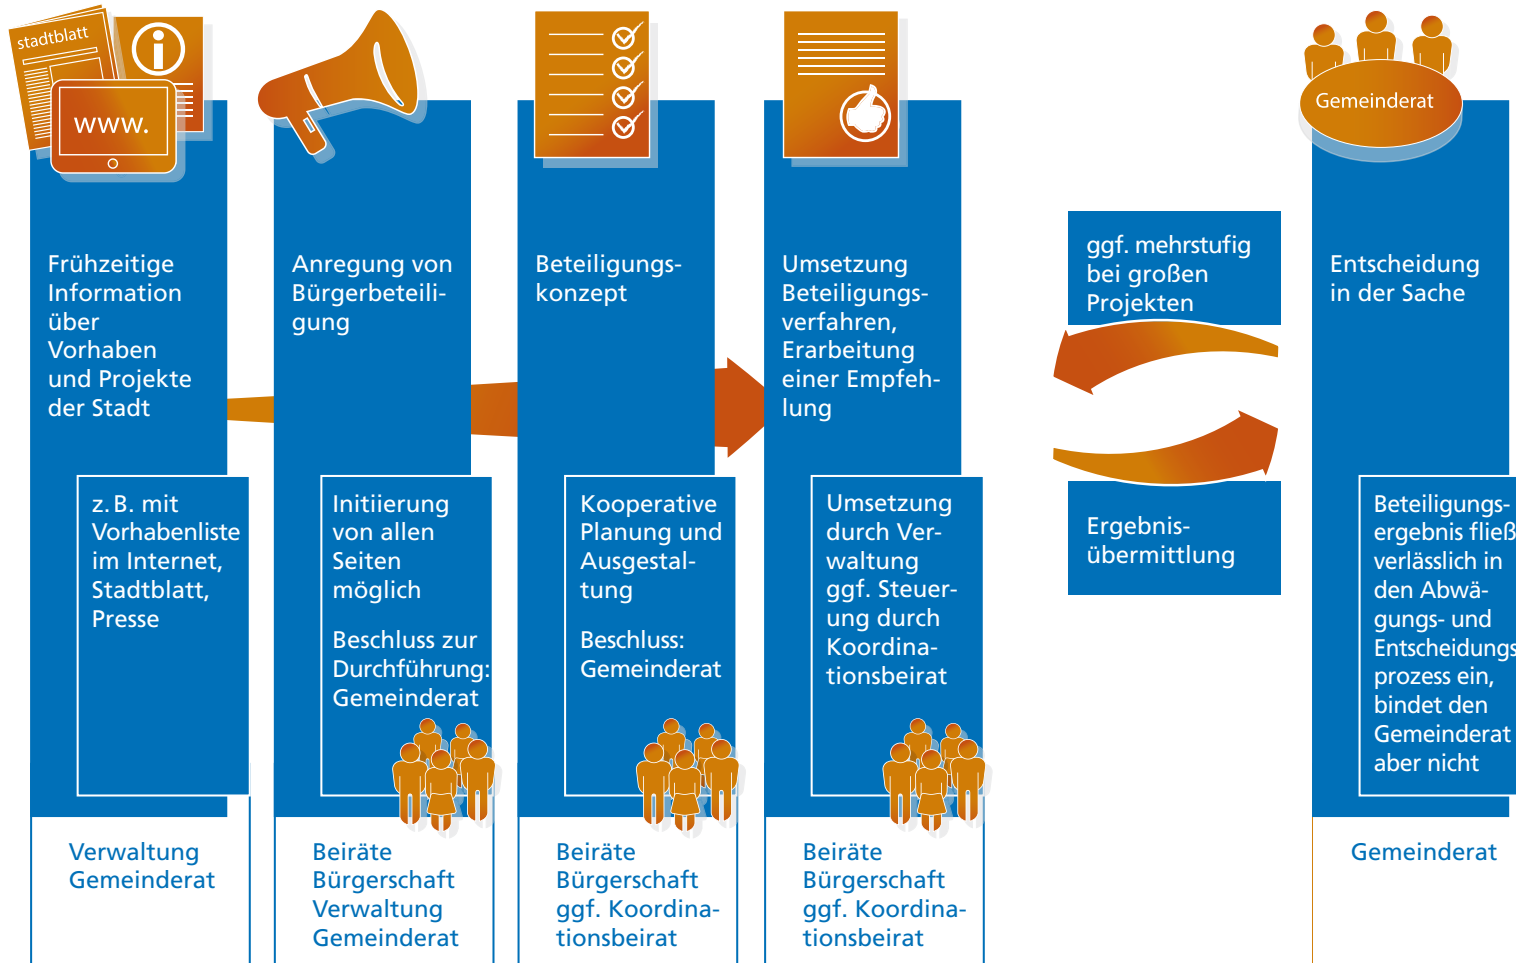 stadtblatt
www.
Frühzeitige
Information
über
Vorhaben
und Projekte
der Stadt
z. B. mit
Vorhabenliste
im Internet,
Stadtblatt,
Presse
Verwaltung
Gemeinderat
Anregung von
Bürgerbeteili-
gung
Initiierung
von allen
Seiten
möglich
Beschluss zur
Durchführung:
Gemeinderat
Beiräte
Bürgerschaft
Verwaltung
Gemeinderat
Beteiligungs-
konzept
Kooperative
Planung und
Ausgestal-
tung
Beschluss:
Gemeinderat
Beiräte
Bürgerschaft
ggf. Koordina-
tionsbeirat
Umsetzung
Beteiligungs-
verfahren,
Erarbeitung
einer Empfeh-
lung
Umsetzung
durch Ver-
waltung
ggf. Steuer-
ung durch
Koordina-
tionsbeirat
Beiräte
Bürgerschaft
ggf. Koordina-
tionsbeirat
ggf. mehrstufig
bei großen
Projekten
Ergebnis-
übermittlung
Gemeinderat
Entscheidung
in der Sache
Beteiligungs-
ergebnis fließ
verlässlich in
den Abwä-
gungs- und
Entscheidungs
prozess ein,
bindet den
Gemeinderat
aber nicht
Gemeinderat